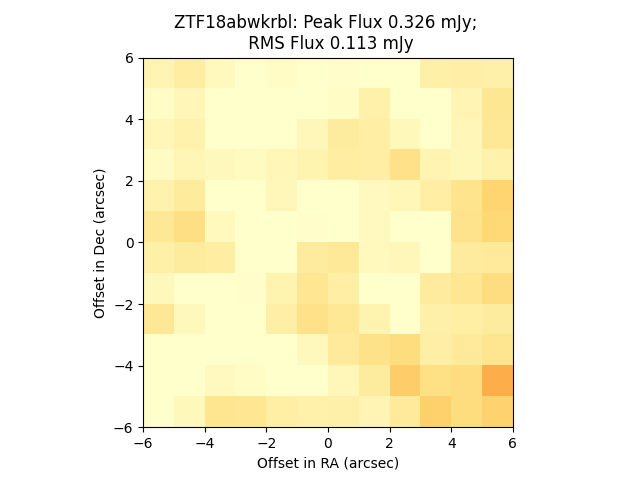 ZTF18abwkrbl: Peak Flux 0.326 mJy;
RMS Flux 0.113 mJy
6
4
2
0
−2
−4
−6
Offset in Dec (arcsec)
−6 −4 −2 0 2 4 6
Offset in RA (arcsec)